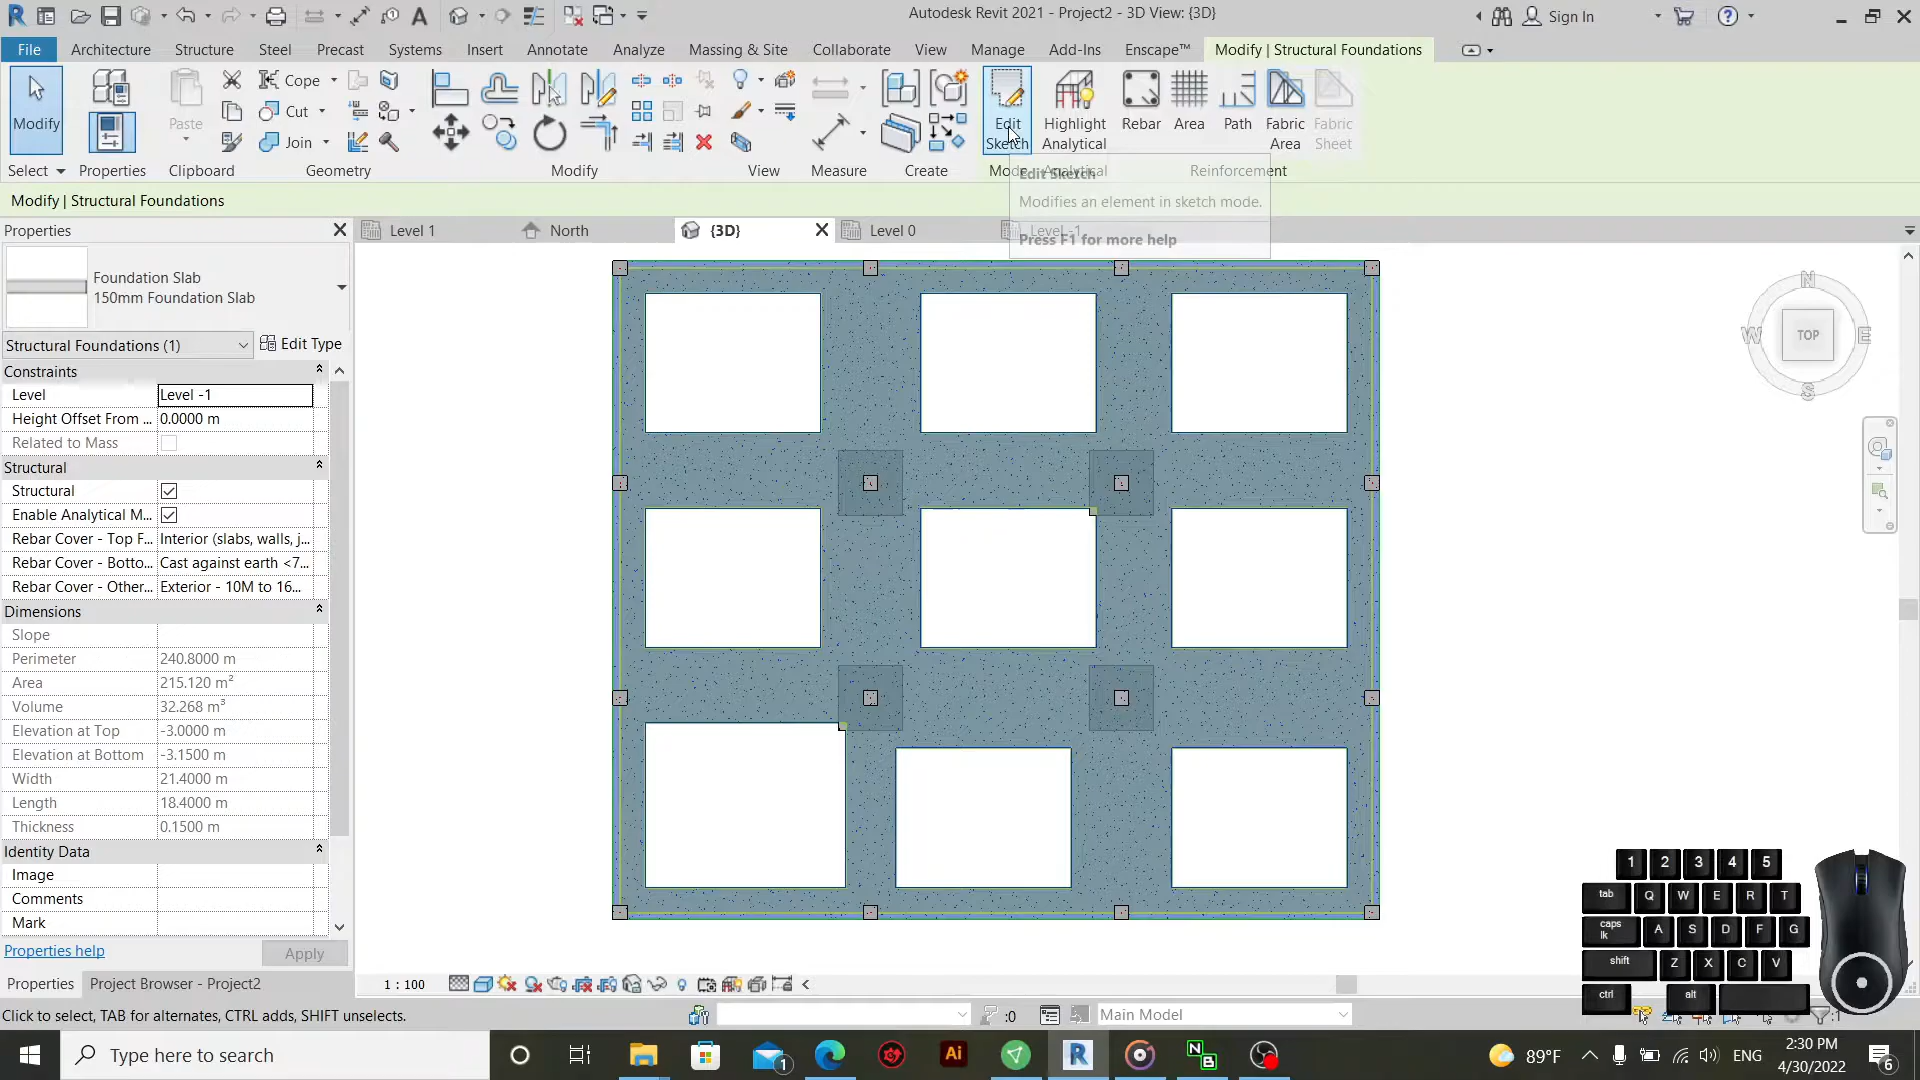 Autodesk Revit 2021 - Project2 - 3D View: {3D}
Sign In
File Architecture Structure Steel Precast Systems Insert Annotate Analyze Massing & Site Collaborate View Manage Add-Ins Enscape™ Modify | Structural Foundations
Modify
Paste
Cope
Cut
Join
Edit
Sketch
Highlight
Analytical
Rebar
Area
Path
Fabric
Area
Fabric
Sheet
Select Properties Clipboard Geometry Modify View Measure Create Mode Analytical Reinforcement
Edit Sketch
Modifies an element in sketch mode.
Press F1 for more help
Modify | Structural Foundations
Properties
Level 1
North
{3D}
Level 0
Level -1
Foundation Slab
150mm Foundation Slab
Structural Foundations (1)
Edit Type
Constraints
Level Level -1
Height Offset From ... 0.0000 m
Related to Mass
Structural
Structural
Enable Analytical M...
Rebar Cover - Top F... Interior (slabs, walls, j...
Rebar Cover - Botto... Cast against earth <7...
Rebar Cover - Other... Exterior - 10M to 16...
Dimensions
Slope
Perimeter 240.8000 m
Area 215.120 m²
Volume 32.268 m³
Elevation at Top -3.0000 m
Elevation at Bottom -3.1500 m
Width 21.4000 m
Length 18.4000 m
Thickness 0.1500 m
Identity Data
Image
Comments
Mark
Properties help
Apply
Properties
Project Browser - Project2
N
W
TOP
E
S
1 : 100
Click to select, TAB for alternates, CTRL adds, SHIFT unselects.
:0
Main Model
:1
1 2 3 4 5
tab Q W E R T
caps lk A S D F G
shift Z X C V
ctrl alt
Type here to search
1
Ai
R
N
B
89°F
ENG
2:30 PM
4/30/2022
6